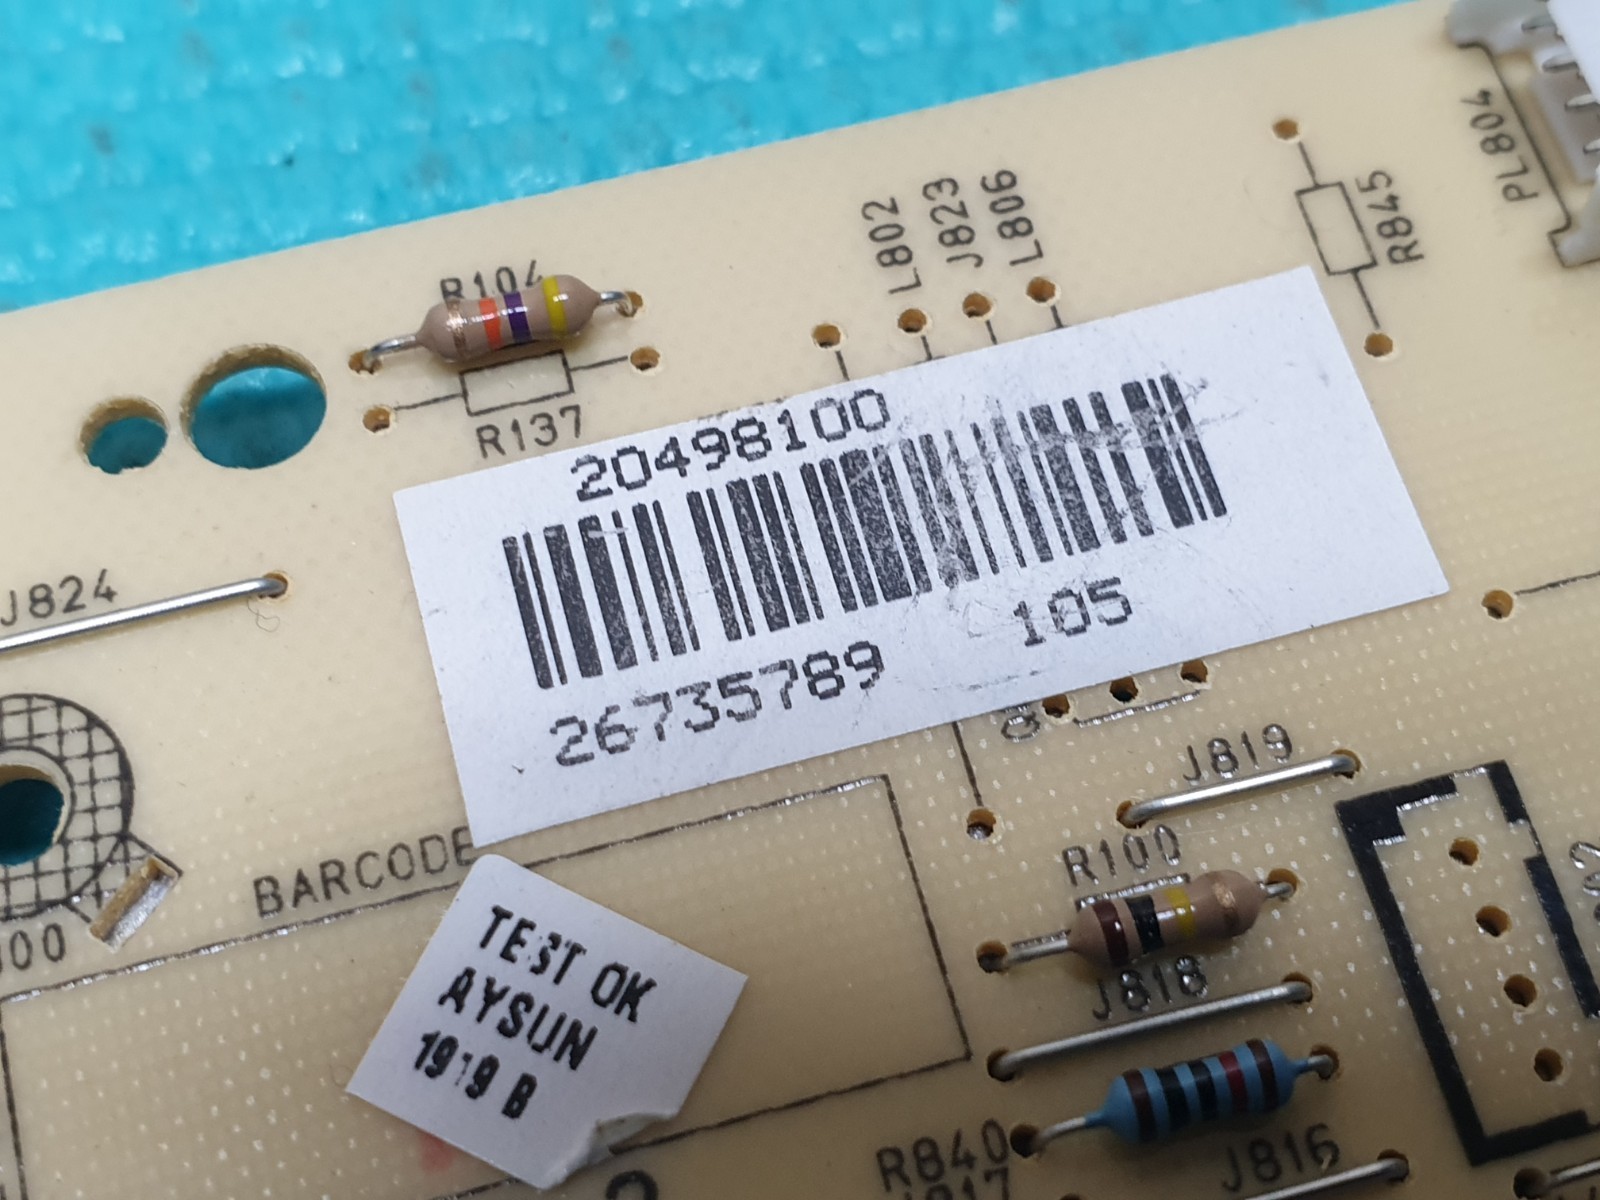 PL804
R845
L802
J823
L806
R104
R137
20498100
26735789 105
J824
J819
BARCODE
R100
J818
TEST OK
AYSUN
1919 B
R840
J816